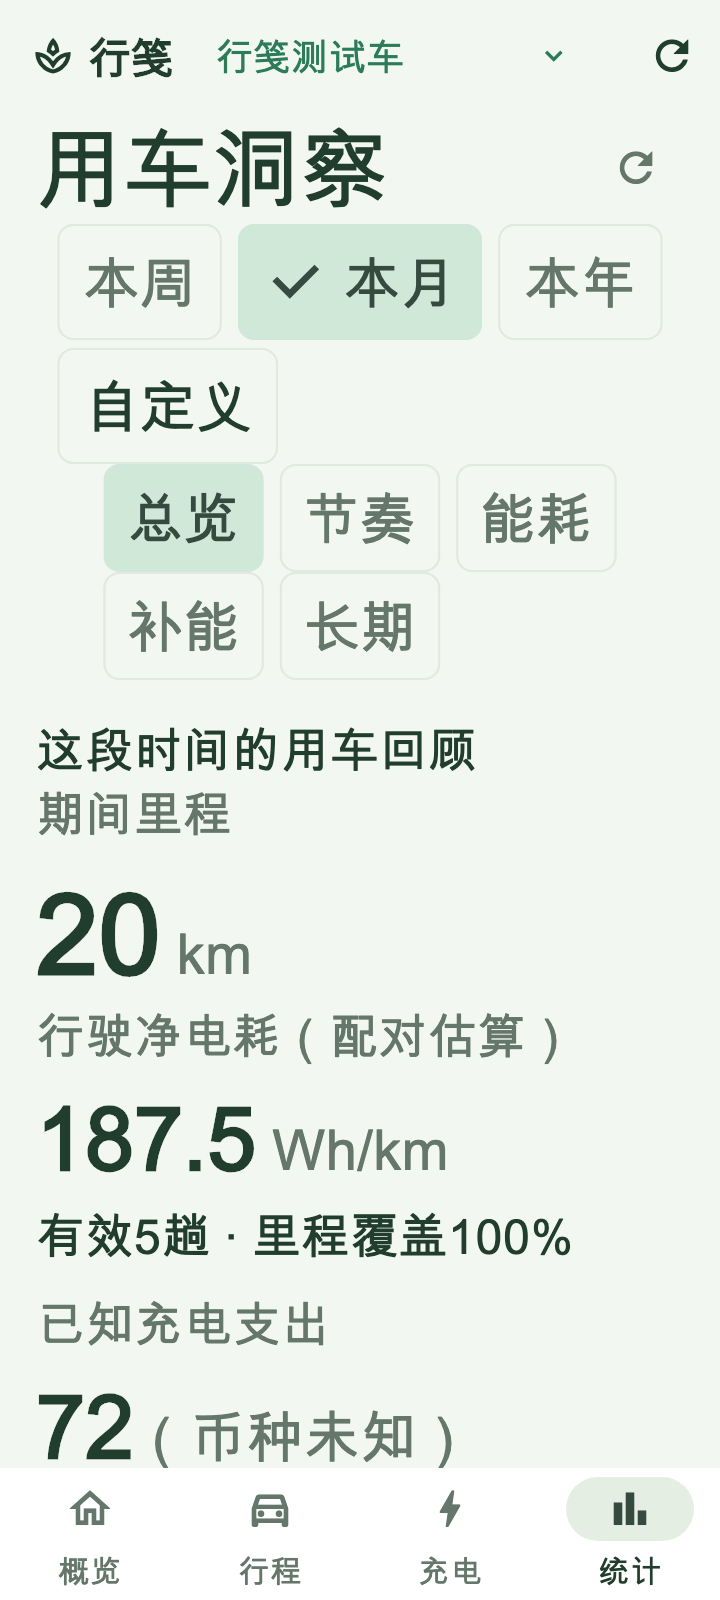 行笺 行笺测试车
用车洞察
本周 本月 本年
自定义
总览 节奏 能耗
补能 长期
这段时间的用车回顾
期间里程
20 km
行驶净电耗（配对估算）
187.5 Wh/km
有效5趟 · 里程覆盖100%
已知充电支出
72（币种未知）
概览 行程 充电 统计